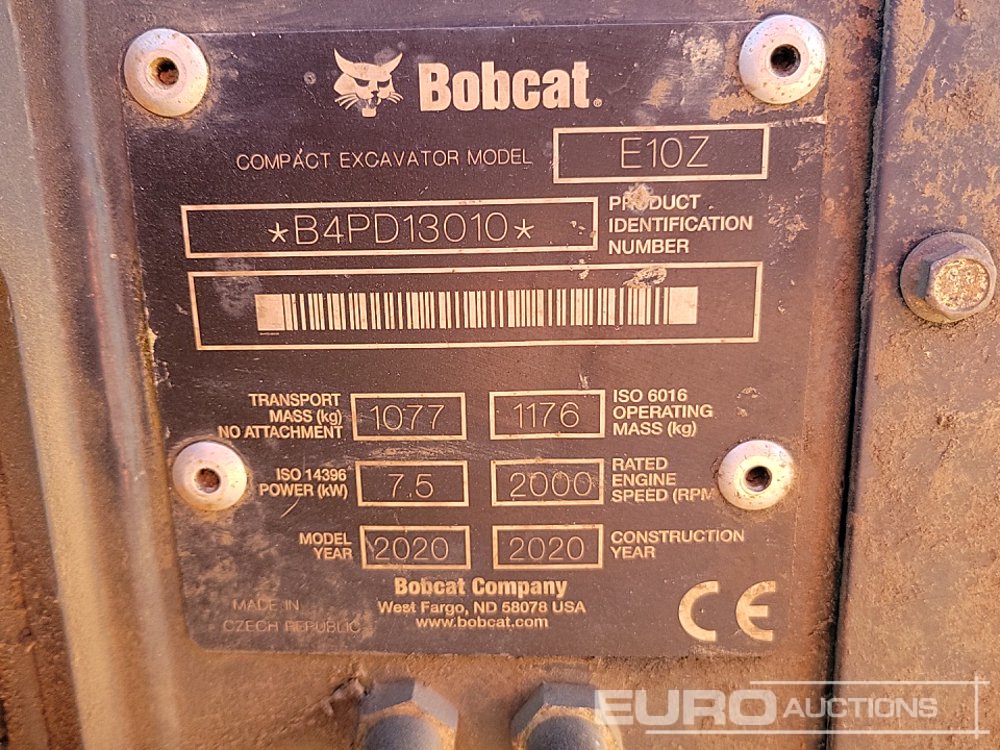 Bobcat®
COMPACT EXCAVATOR MODEL E10Z
*B4PD13010*
PRODUCT
IDENTIFICATION
NUMBER
TRANSPORT
MASS (kg)
NO ATTACHMENT
1077
1176
ISO 6016
OPERATING
MASS (kg)
ISO 14396
POWER (kW)
7.5
2000
RATED
ENGINE
SPEED (RPM
MODEL
YEAR
2020
2020
CONSTRUCTION
YEAR
Bobcat Company
West Fargo, ND 58078 USA
www.bobcat.com
MADE IN
CZECH REPUBLIC
CE
EURO AUCTIONS